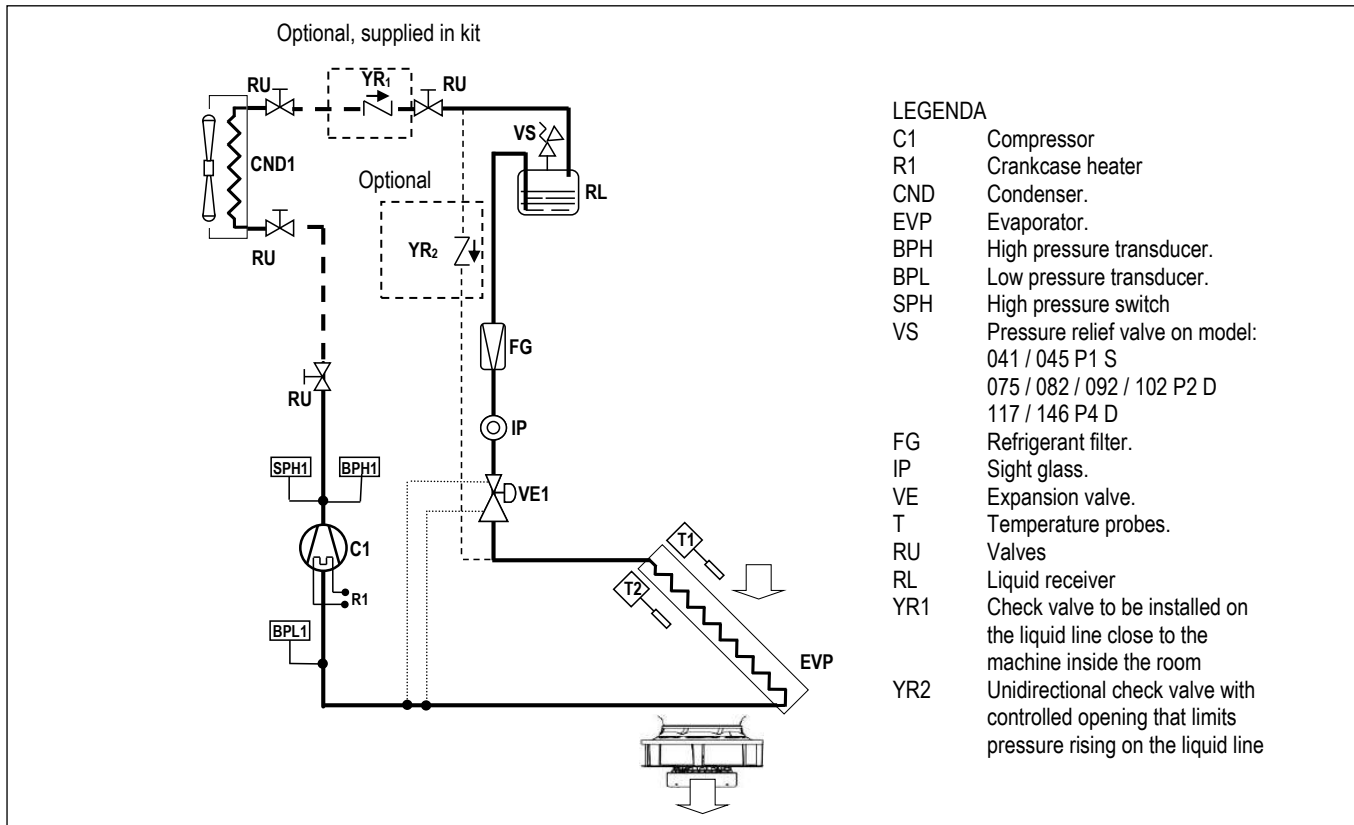 Optional, supplied in kit
RU
YR1
RU
VS
CND1
RL
Optional
RU
YR2
FG
RU
IP
SPH1
BPH1
VE1
C1
T1
R1
T2
BPL1
EVP
LEGENDA
C1 Compressor
R1 Crankcase heater
CND Condenser.
EVP Evaporator.
BPH High pressure transducer.
BPL Low pressure transducer.
SPH High pressure switch
VS Pressure relief valve on model:
041 / 045 P1 S
075 / 082 / 092 / 102 P2 D
117 / 146 P4 D
FG Refrigerant filter.
IP Sight glass.
VE Expansion valve.
T Temperature probes.
RU Valves
RL Liquid receiver
YR1 Check valve to be installed on
the liquid line close to the
machine inside the room
YR2 Unidirectional check valve with
controlled opening that limits
pressure rising on the liquid line